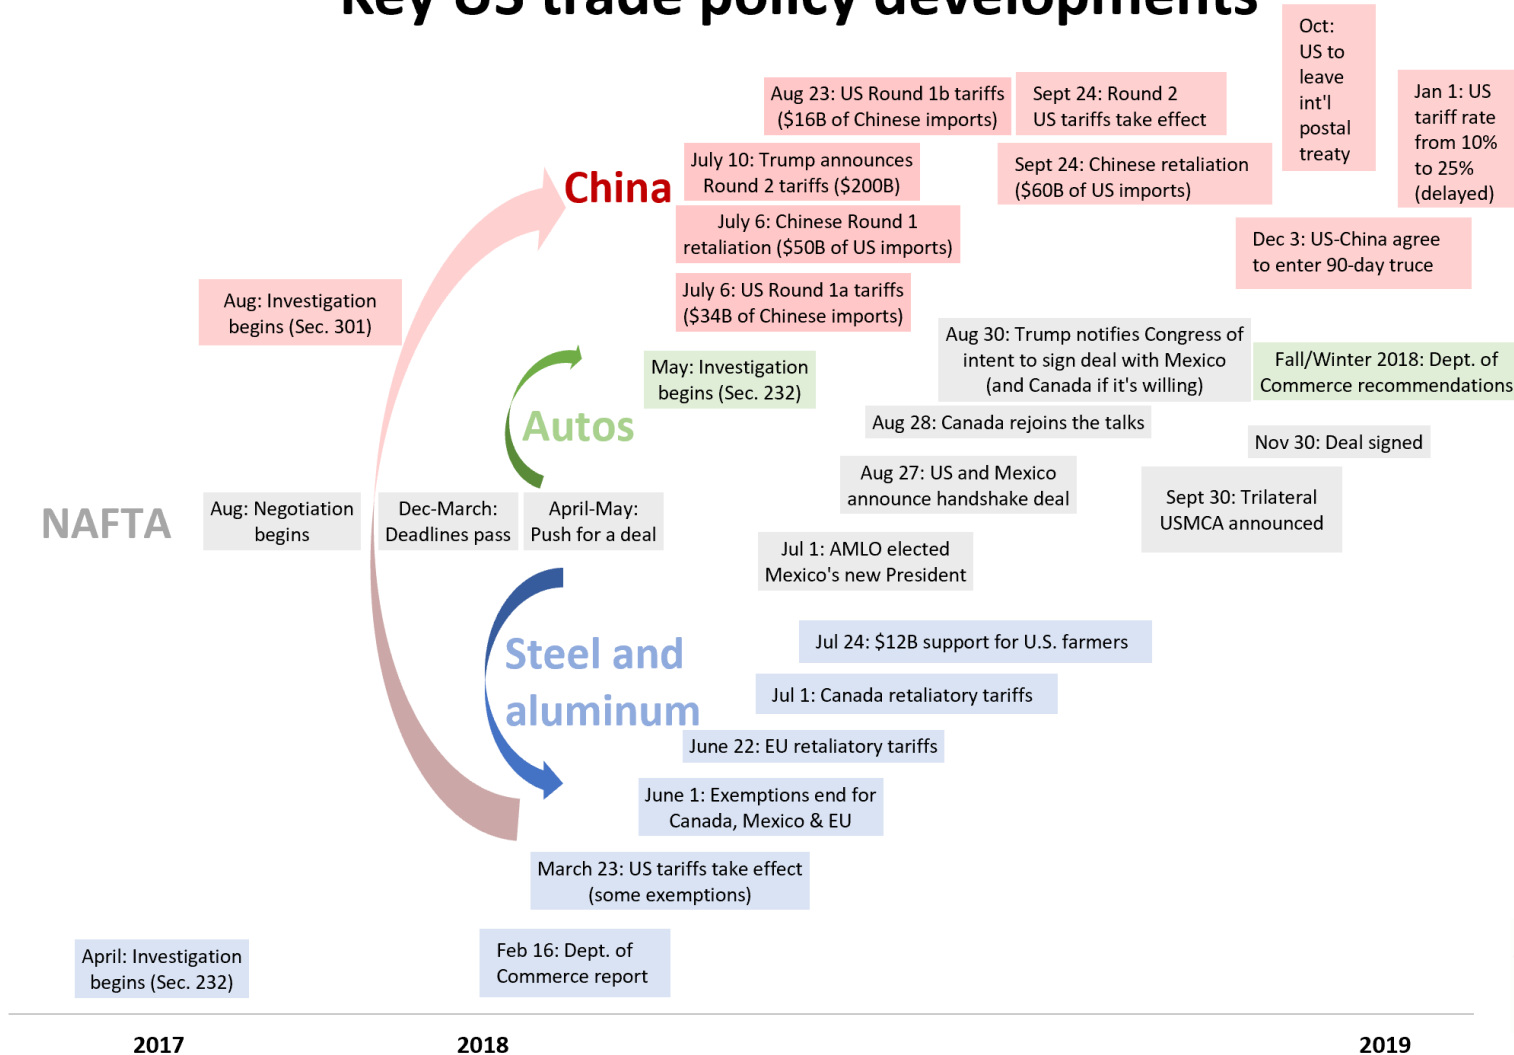 Key US trade policy developments
Oct:
US to
leave
int'l
postal
treaty
Jan 1: US
tariff rate
from 10%
to 25%
(delayed)
Aug 23: US Round 1b tariffs
($16B of Chinese imports)
Sept 24: Round 2
US tariffs take effect
July 10: Trump announces
Round 2 tariffs ($200B)
Sept 24: Chinese retaliation
($60B of US imports)
China
July 6: Chinese Round 1
retaliation ($50B of US imports)
Dec 3: US-China agree
to enter 90-day truce
July 6: US Round 1a tariffs
($34B of Chinese imports)
Aug: Investigation
begins (Sec. 301)
Aug 30: Trump notifies Congress of
intent to sign deal with Mexico
(and Canada if it's willing)
Fall/Winter 2018: Dept. of
Commerce recommendations
May: Investigation
begins (Sec. 232)
Autos
Aug 28: Canada rejoins the talks
Nov 30: Deal signed
Aug 27: US and Mexico
announce handshake deal
Sept 30: Trilateral
USMCA announced
NAFTA
Aug: Negotiation
begins
Dec-March:
Deadlines pass
April-May:
Push for a deal
Jul 1: AMLO elected
Mexico's new President
Steel and
aluminum
Jul 24: $12B support for U.S. farmers
Jul 1: Canada retaliatory tariffs
June 22: EU retaliatory tariffs
June 1: Exemptions end for
Canada, Mexico & EU
March 23: US tariffs take effect
(some exemptions)
Feb 16: Dept. of
Commerce report
April: Investigation
begins (Sec. 232)
2017
2018
2019